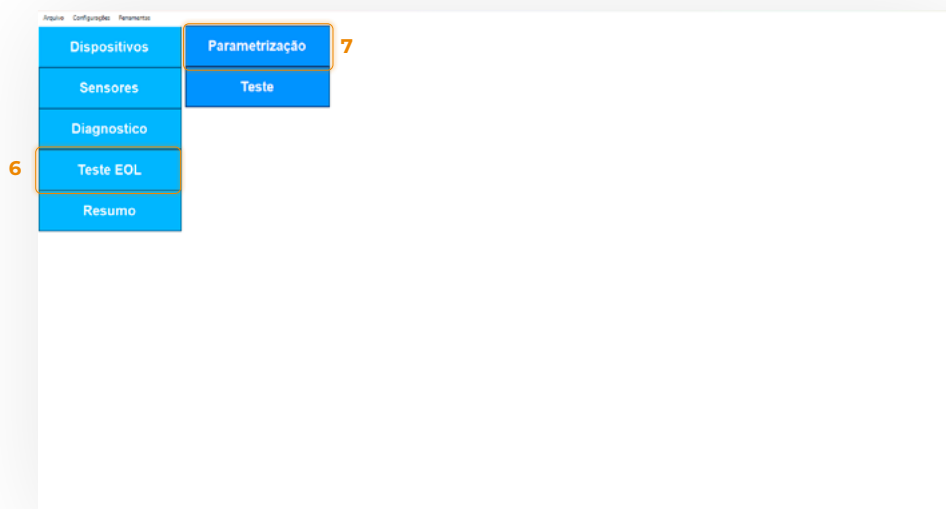 Arquivo Configurações Ferramentas
Dispositivos Parametrização 7
Sensores Teste
Diagnostico
6 Teste EOL
Resumo